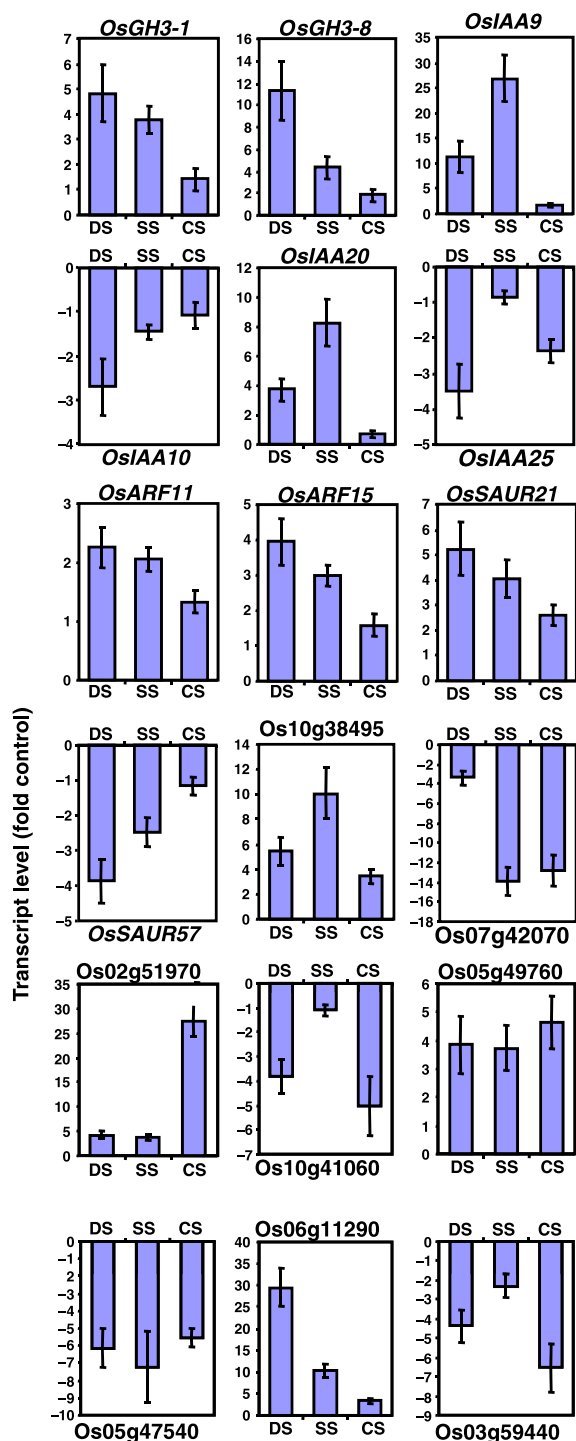 OsGH3-1 OsGH3-8 OsIAA9
7 16 35
6 14 30
5 12 25
4 10 20
3 8 15
2 6 10
1 4 5
0 2 0
0
DS SS CS DS SS CS DS SS CS
DS SS CS OsIAA20 DS SS CS
0 12 0
–1 10 –1
–2 8 –2
–3 6 –3
–4 4 –4
2 –5
0
DS SS CS
OsIAA10 OsIAA25
OsARF11 OsARF15 OsSAUR21
3 5 7
2 4 6
1 3 5
0 2 4
1 3
0 2
1
0
DS SS CS DS SS CS DS SS CS
Transcript level (fold control)
DS SS CS Os10g38495 DS SS CS
0 14 0
–1 12 –2
–2 10 –4
–3 8 –6
–4 6 –8
–5 4 –10
2 –12
0 –14
–16
–18
DS SS CS
OsSAUR57 Os07g42070
Os02g51970 DS SS CS Os05g49760
35 0 6
30 –1 5
25 –2 4
20 –3 3
15 –4 2
10 –5 1
5 –6 0
0 –7
DS SS CS Os10g41060 DS SS CS
DS SS CS Os06g11290 DS SS CS
0 40 0
–1 35 –1
–2 30 –2
–3 25 –3
–4 20 –4
–5 15 –5
–6 10 –6
–7 5 –7
–8 0 –8
–9 –9
–10
Os05g47540 DS SS CS Os03g59440